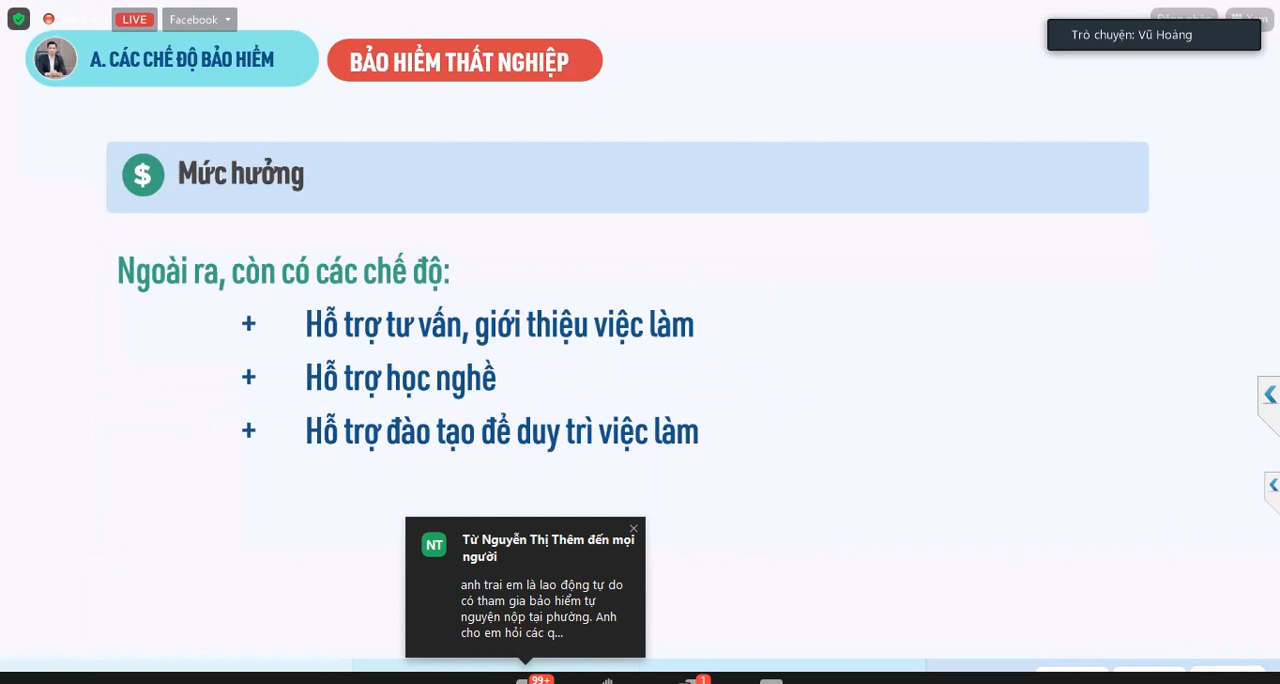 LIVE
Facebook
Trò chuyện: Vũ Hoảng
A. CÁC CHẾ ĐỘ BẢO HIỂM
BẢO HIỂM THẤT NGHIỆP
$ Mức hưởng
Ngoài ra, còn có các chế độ:
+ Hỗ trợ tư vấn, giới thiệu việc làm
+ Hỗ trợ học nghề
+ Hỗ trợ đào tạo để duy trì việc làm
NT
Từ Nguyễn Thị Thêm đến mọi
người
anh trai em là lao động tự do
có tham gia bảo hiểm tự
nguyện nộp tại phường. Anh
cho em hỏi các q...
99+
1